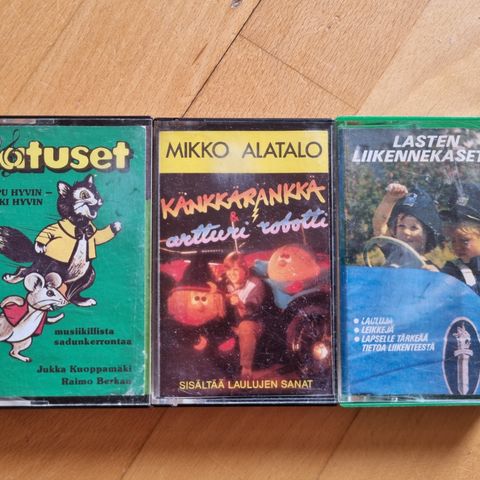 otuset
PU HYVIN –
KI HYVIN
musiikillista
sadunkerrontaa
Jukka Kuoppamäki
Raimo Berkan
MIKKO ALATALO
KÄNKKÄRÄNKKÄ
&
artturi robotti
SISÄLTÄÄ LAULUJEN SANAT
LASTEN
LIIKENNEKASET
• LAULUJA
• LEIKKEJÄ
• LAPSELLE TÄRKEÄÄ
TIETOA LIIKENTEESTÄ